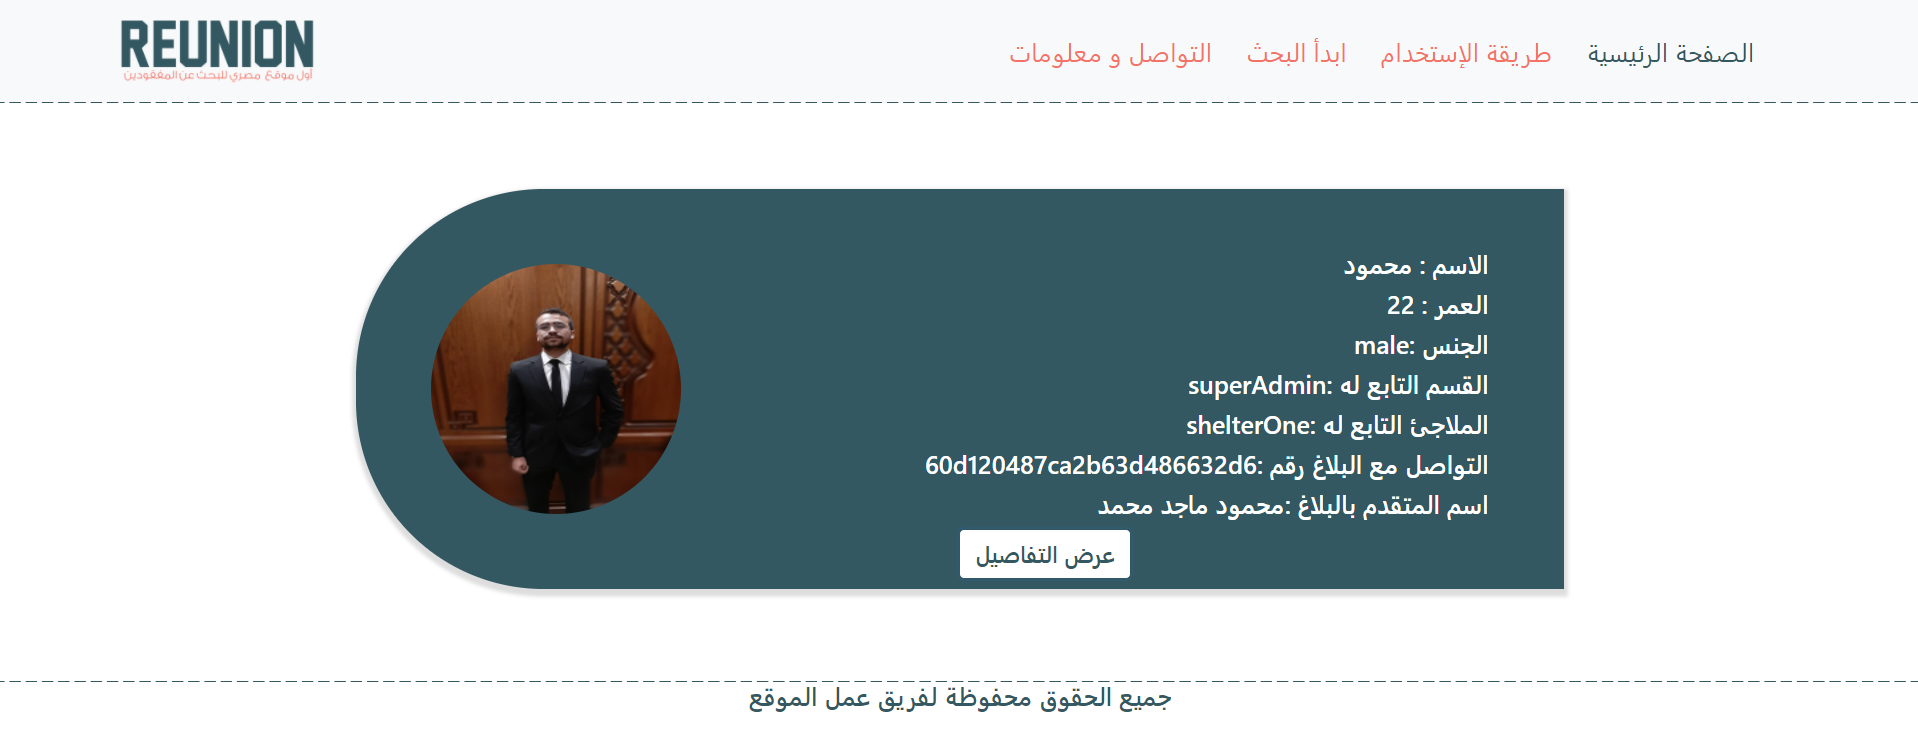 REUNION
أول موقع مصري للبحث عن المفقودين
الصفحة الرئيسية طريقة الإستخدام ابدأ البحث التواصل و معلومات
الاسم : محمود
العمر : 22
الجنس :male
القسم التابع له :superAdmin
الملاجئ التابع له :shelterOne
التواصل مع البلاغ رقم :60d120487ca2b63d486632d6
اسم المتقدم بالبلاغ :محمود ماجد محمد
عرض التفاصيل
جميع الحقوق محفوظة لفريق عمل الموقع